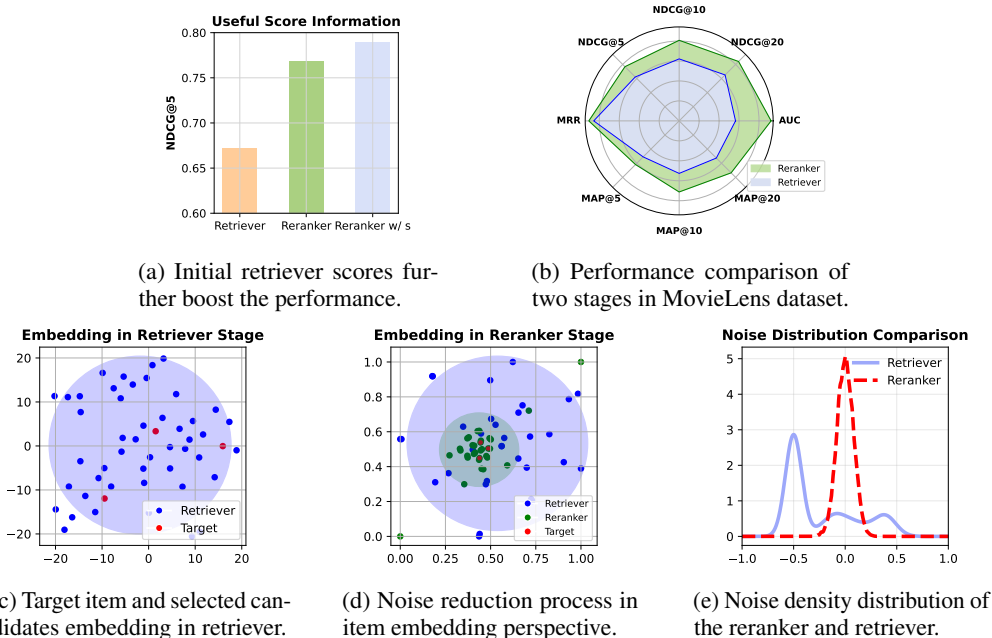 Useful Score Information
NDCG@5
0.80
0.75
0.70
0.65
0.60
Retriever
Reranker
Reranker w/ s
(a) Initial retriever scores fur-
ther boost the performance.
NDCG@10
NDCG@5
NDCG@20
MRR
AUC
MAP@5
MAP@20
MAP@10
Reranker
Retriever
(b) Performance comparison of
two stages in MovieLens dataset.
Embedding in Retriever Stage
20
10
0
−10
−20
−20
−10
0
10
20
Retriever
Target
c) Target item and selected can-
didates embedding in retriever.
Embedding in Reranker Stage
1.0
0.8
0.6
0.4
0.2
0.0
0.00
0.25
0.50
0.75
1.00
Retriever
Reranker
Target
(d) Noise reduction process in
item embedding perspective.
Noise Distribution Comparison
5
4
3
2
1
0
−1.0
−0.5
0.0
0.5
1.0
Retriever
Reranker
(e) Noise density distribution of
the reranker and retriever.